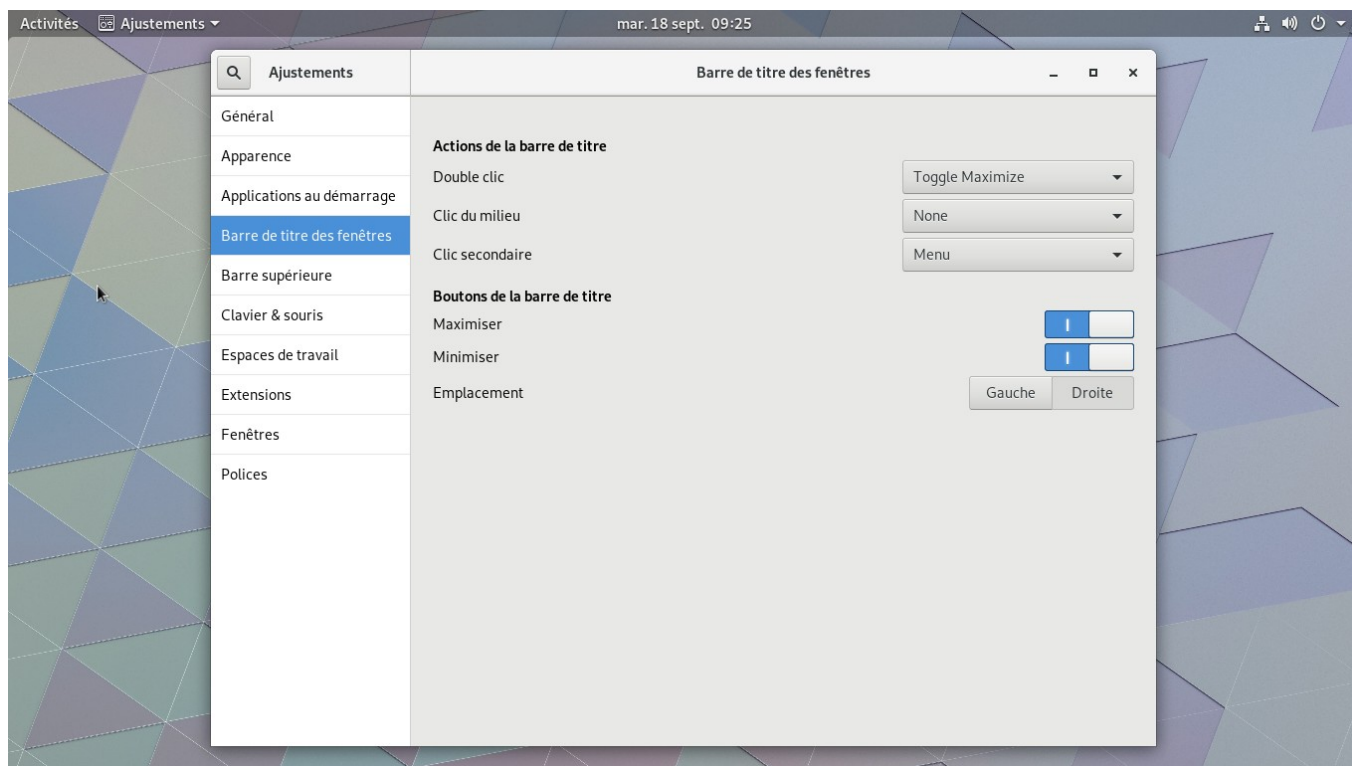 Activités Ajustements mar. 18 sept. 09:25
Ajustements Barre de titre des fenêtres
Général
Apparence
Applications au démarrage
Barre de titre des fenêtres
Barre supérieure
Clavier & souris
Espaces de travail
Extensions
Fenêtres
Polices
Actions de la barre de titre
Double clic Toggle Maximize
Clic du milieu None
Clic secondaire Menu
Boutons de la barre de titre
Maximiser
Minimiser
Emplacement Gauche Droite